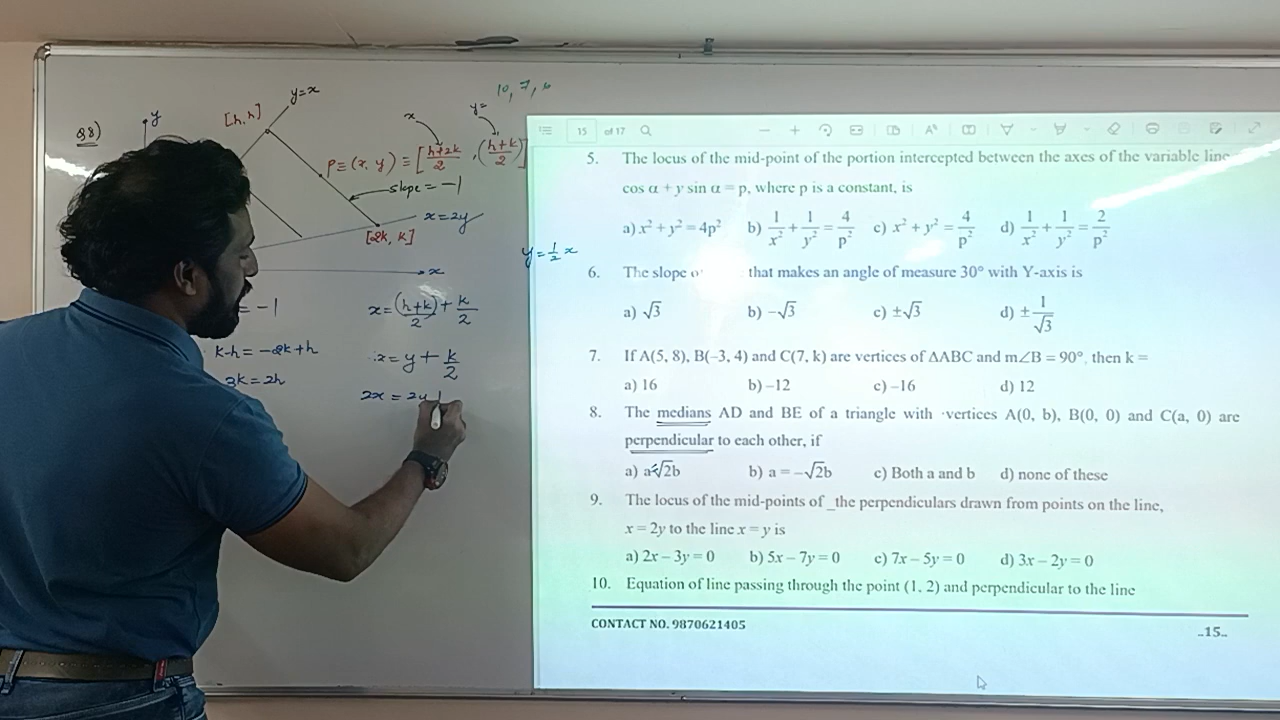 Q8)
y
[h, h]
y=x
x
y=
10, 7, 6
P≡(x, y) ≡ [h+2k/2 , (h+k/2)]
slope = -1
x=2y
[2k, k]
y=1/2 x
x
= -1
k-h = -2k+h
3k = 2h
x = (h+k/2) + k/2
x = y + k/2
2x = 2y
15 of 17
5. The locus of the mid-point of the portion intercepted between the axes of the variable line
cos α + y sin α = p, where p is a constant, is
a) x² + y² = 4p² b) 1/x² + 1/y² = 4/p² c) x² + y² = 4/p² d) 1/x² + 1/y² = 2/p²
6. The slope that makes an angle of measure 30° with Y-axis is
a) √3 b) –√3 c) ±√3 d) ± 1/√3
7. If A(5, 8), B(–3, 4) and C(7, k) are vertices of ΔABC and m∠B = 90°, then k =
a) 16 b) –12 c) –16 d) 12
8. The medians AD and BE of a triangle with vertices A(0, b), B(0, 0) and C(a, 0) are
perpendicular to each other, if
a) a=√2b b) a = –√2b c) Both a and b d) none of these
9. The locus of the mid-points of _the perpendiculars drawn from points on the line,
x = 2y to the line x = y is
a) 2x – 3y = 0 b) 5x – 7y = 0 c) 7x – 5y = 0 d) 3x – 2y = 0
10. Equation of line passing through the point (1, 2) and perpendicular to the line
CONTACT NO. 9870621405
..15..